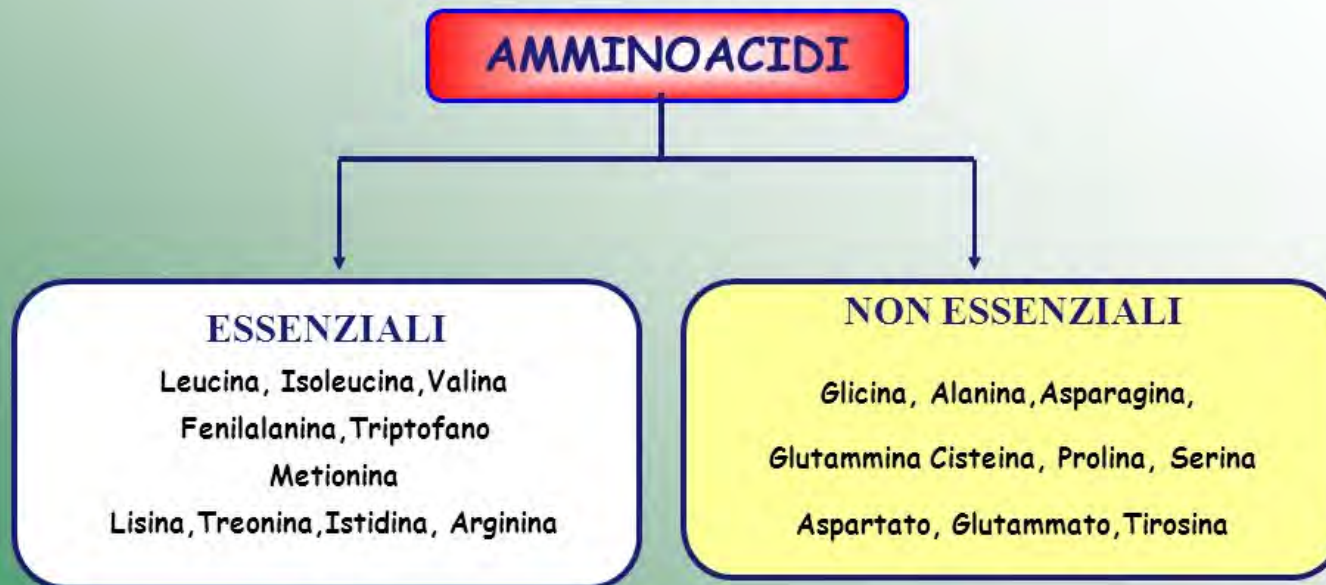 AMMINOACIDI
ESSENZIALI
Leucina, Isoleucina,Valina
Fenilalanina,Triptofano
Metionina
Lisina,Treonina,Istidina, Arginina
NON ESSENZIALI
Glicina, Alanina,Asparagina,
Glutammina Cisteina, Prolina, Serina
Aspartato, Glutammato,Tirosina